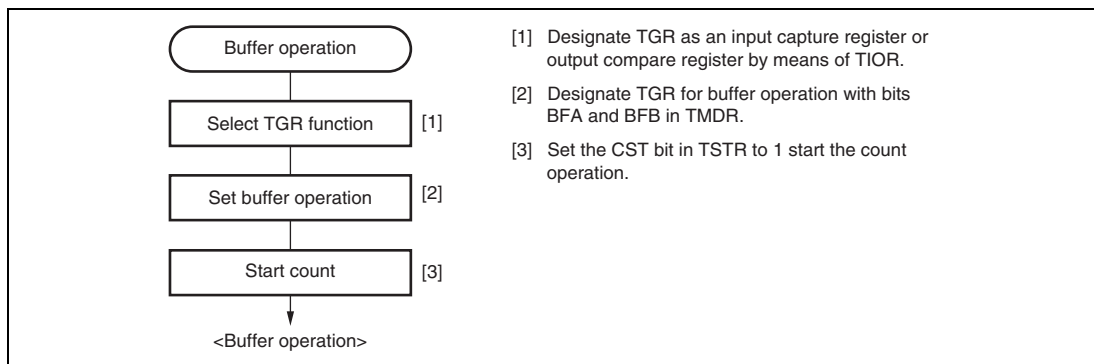 Buffer operation
Select TGR function
[1]
Set buffer operation
[2]
Start count
[3]
<Buffer operation>
[1] Designate TGR as an input capture register or
output compare register by means of TIOR.
[2] Designate TGR for buffer operation with bits
BFA and BFB in TMDR.
[3] Set the CST bit in TSTR to 1 start the count
operation.